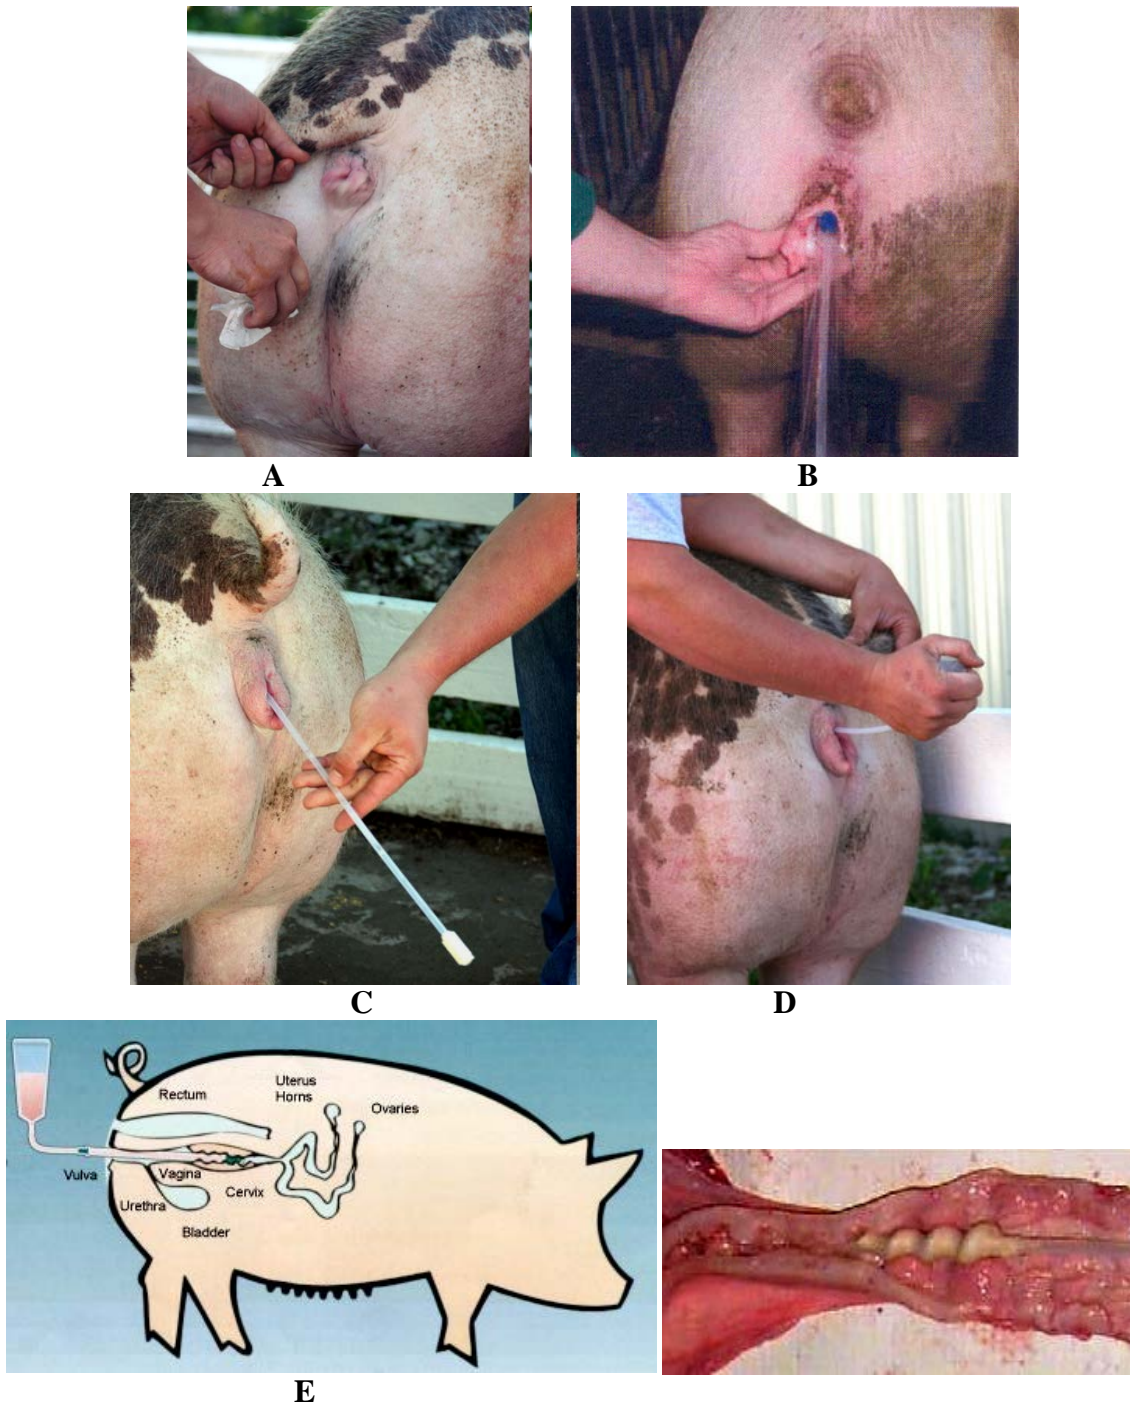 A
B
C
D
Uterus
Horns
Rectum
Ovaries
Vulva
Vagina
Cervix
Urethra
Bladder
E